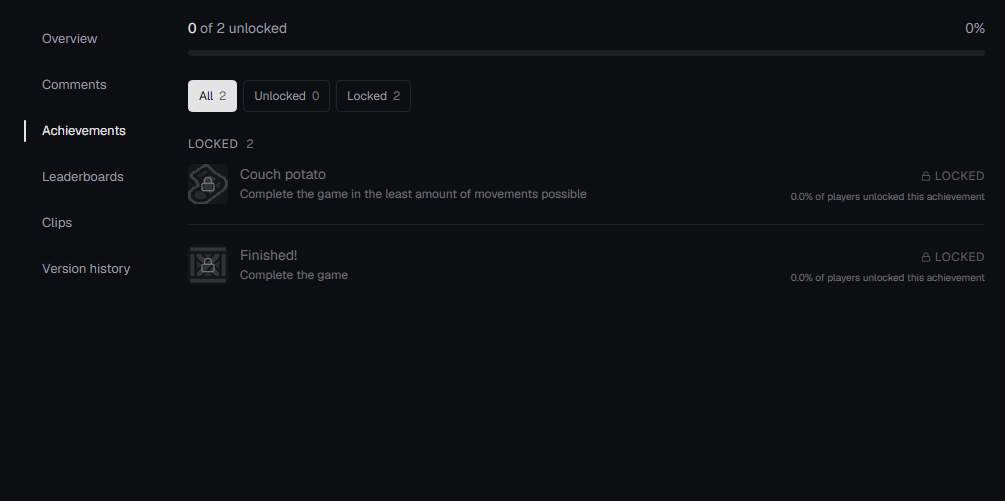 Overview
Comments
Achievements
Leaderboards
Clips
Version history
0 of 2 unlocked 0%
All 2 Unlocked 0 Locked 2
LOCKED 2
Couch potato
Complete the game in the least amount of movements possible
LOCKED
0.0% of players unlocked this achievement
Finished!
Complete the game
LOCKED
0.0% of players unlocked this achievement